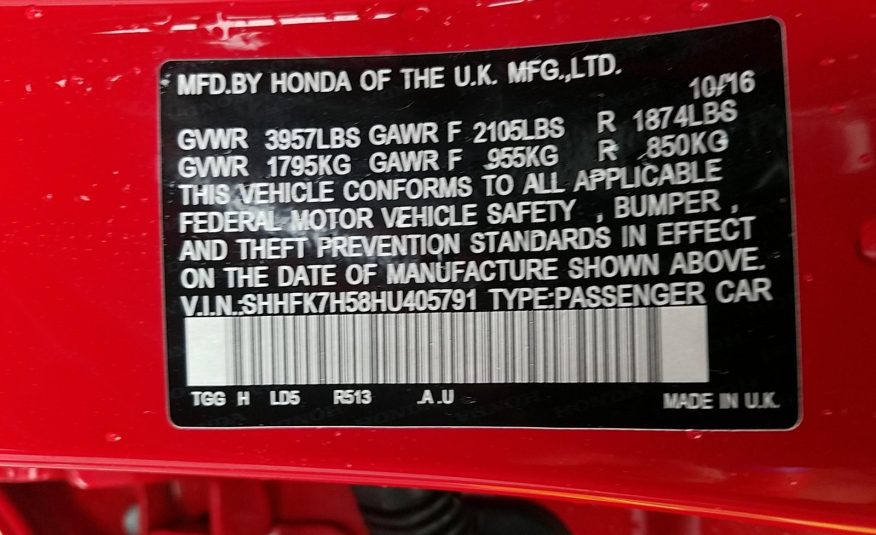 MFD.BY HONDA OF THE U.K. MFG.,LTD.
10/16
GVWR 3957LBS GAWR F 2105LBS R 1874LBS
GVWR 1795KG GAWR F 955KG R 850KG
THIS VEHICLE CONFORMS TO ALL APPLICABLE
FEDERAL MOTOR VEHICLE SAFETY , BUMPER ,
AND THEFT PREVENTION STANDARDS IN EFFECT
ON THE DATE OF MANUFACTURE SHOWN ABOVE.
V.I.N.:SHHFK7H58HU405791 TYPE:PASSENGER CAR
TGG H LD5 R513 .A .U MADE IN U.K.